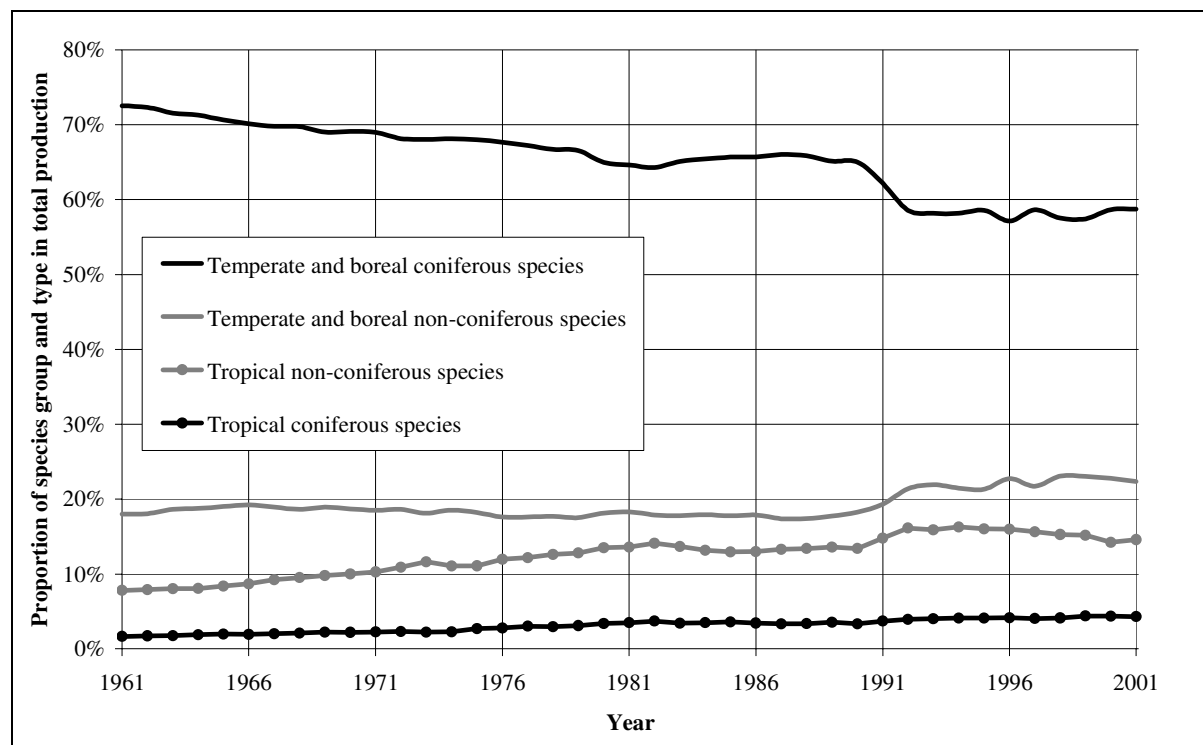 Proportion of species group and type in total production
80%
70%
60%
50%
40%
30%
20%
10%
0%
Temperate and boreal coniferous species
Temperate and boreal non-coniferous species
Tropical non-coniferous species
Tropical coniferous species
1961 1966 1971 1976 1981 1986 1991 1996 2001
Year